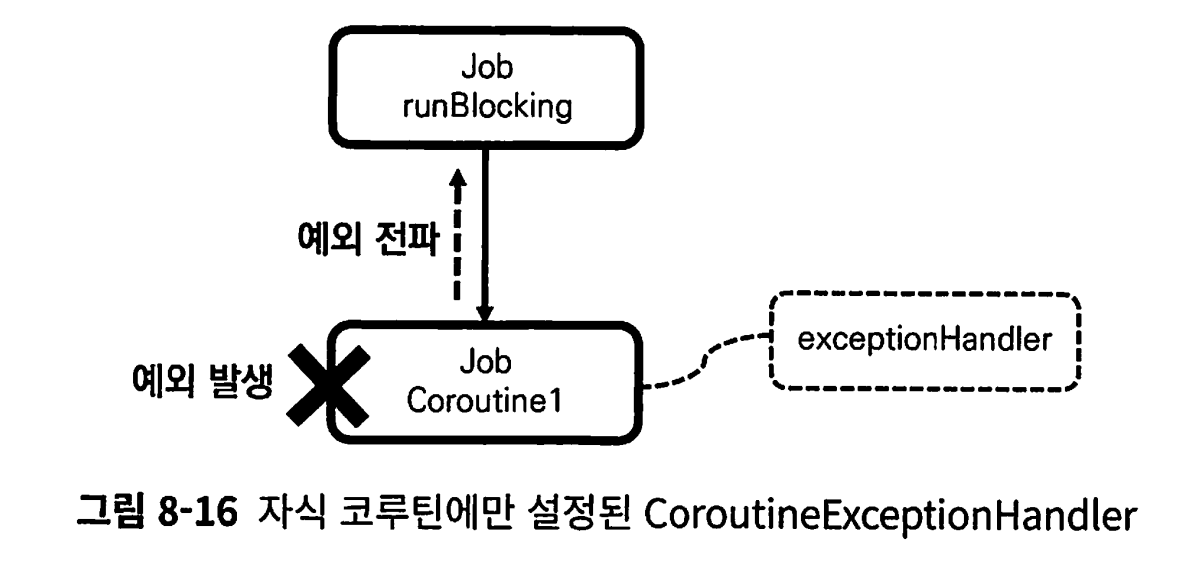 Job
runBlocking
예외 전파
exceptionHandler
예외 발생
Job
Coroutine1
그림 8-16 자식 코루틴에만 설정된 CoroutineExceptionHandler